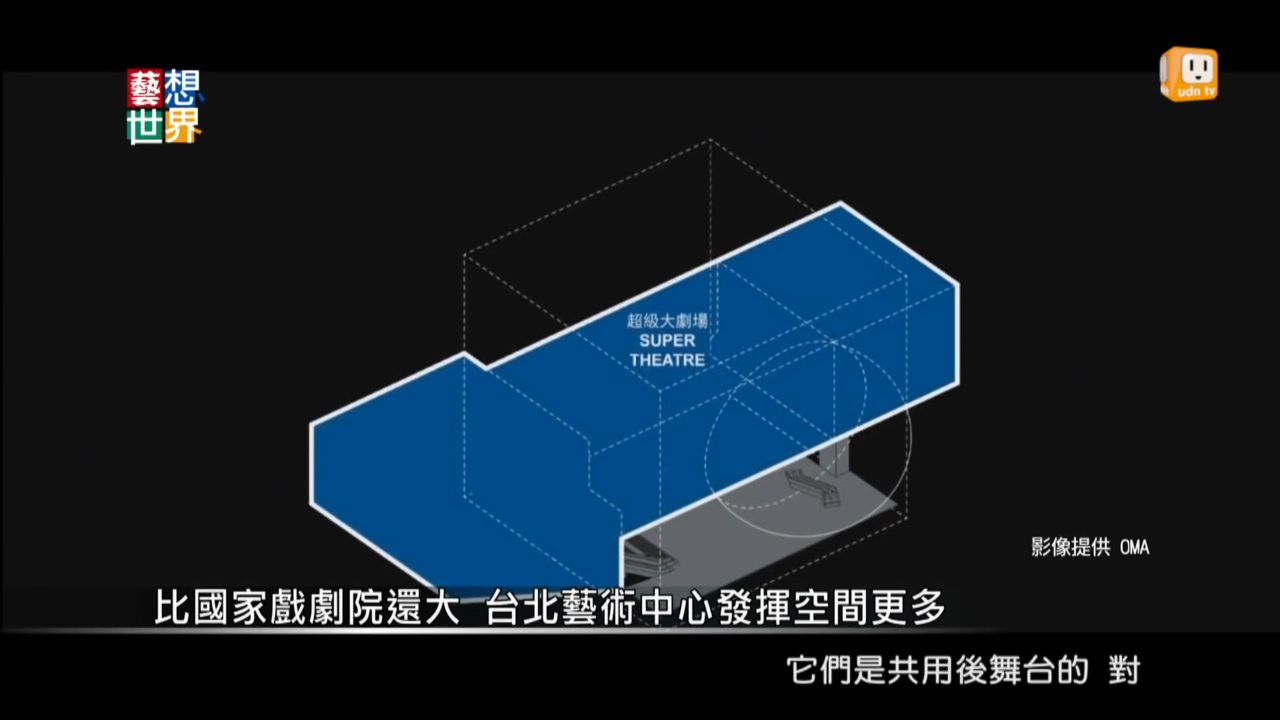 藝想
世界
udn tv
超級大劇場
SUPER
THEATRE
影像提供 OMA
比國家戲劇院還大 台北藝術中心發揮空間更多
它們是共用後舞台的 對